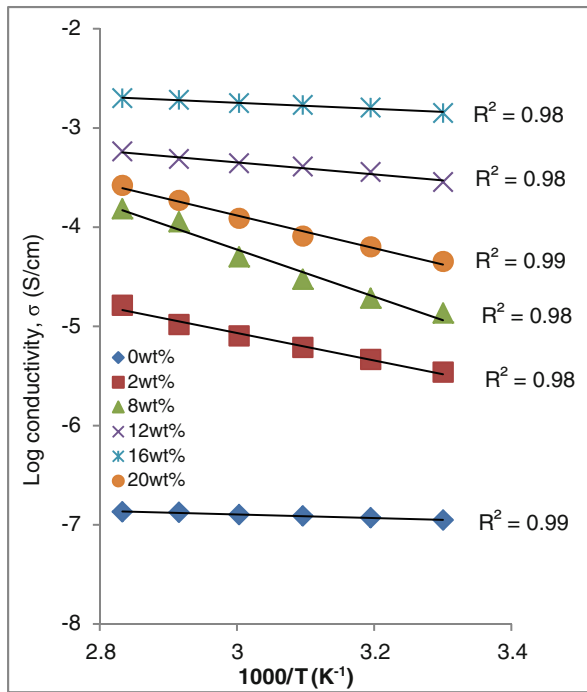 -2
-3
-4
-5
-6
-7
-8
Log conductivity, σ (S/cm)
R² = 0.98
R² = 0.98
R² = 0.99
R² = 0.98
R² = 0.98
R² = 0.99
0wt%
2wt%
8wt%
12wt%
16wt%
20wt%
2.8 3 3.2 3.4
1000/T (K⁻¹)